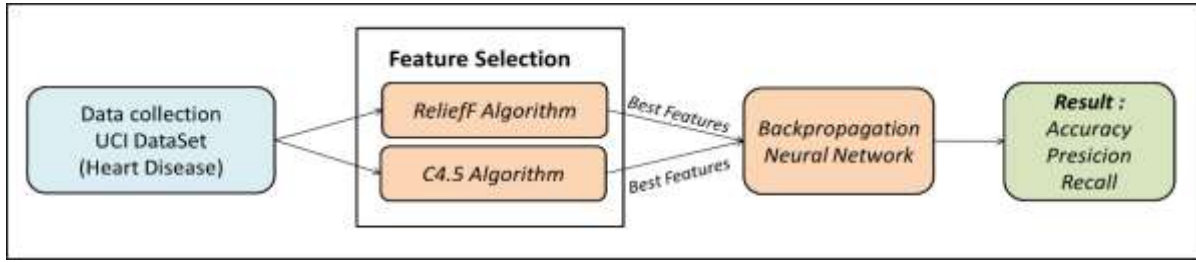 Data collection
UCI DataSet
(Heart Disease)
Feature Selection
ReliefF Algorithm
C4.5 Algorithm
Best Features
Best Features
Backpropagation
Neural Network
Result :
Accuracy
Presicion
Recall